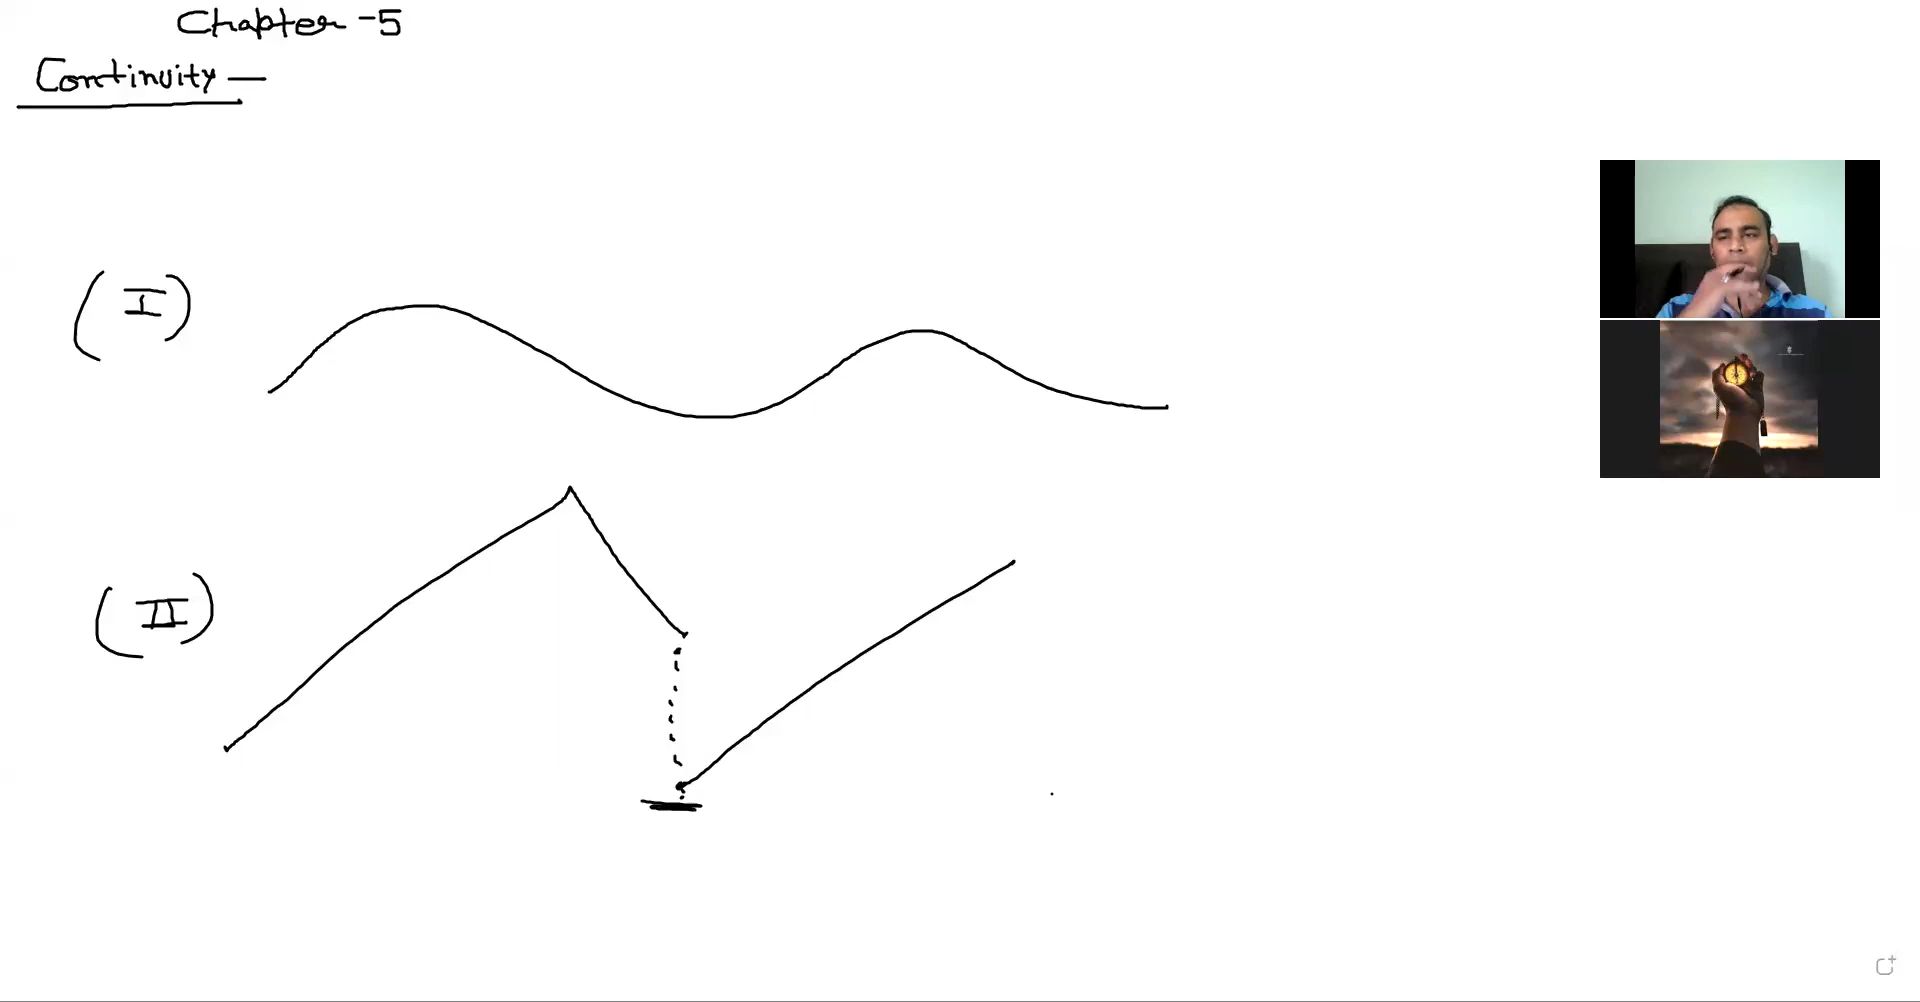 Chapter -5
Continuity —
(I)
(II)